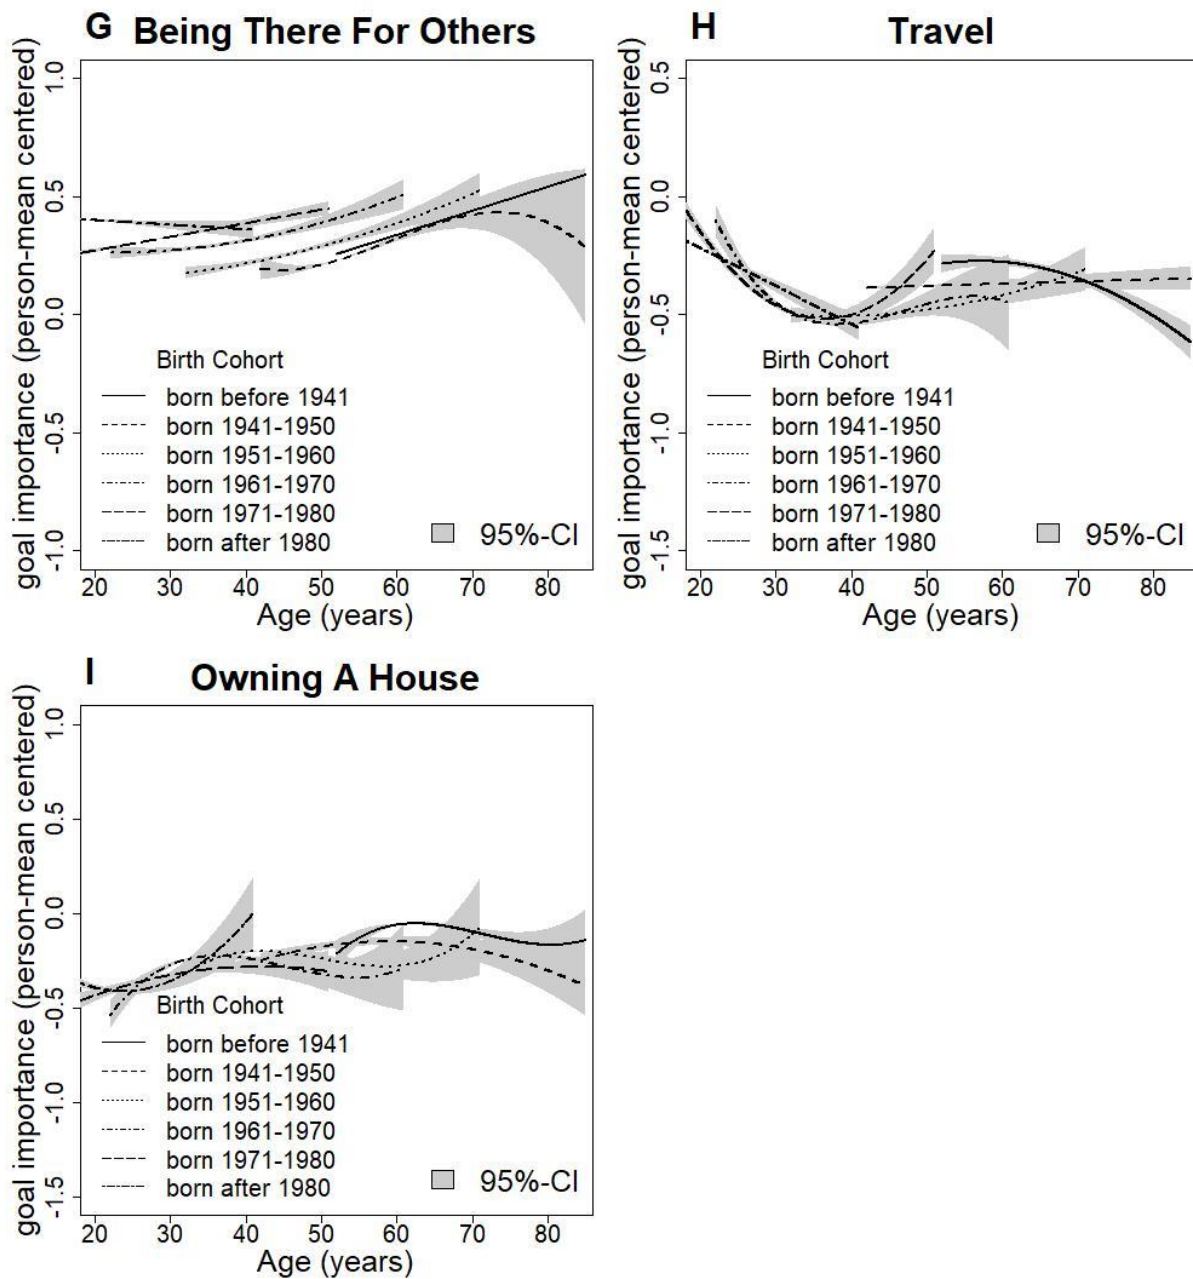 G Being There For Others
goal importance (person-mean centered)
1.0
0.5
0.0
-0.5
-1.0
Birth Cohort
born before 1941
born 1941-1950
born 1951-1960
born 1961-1970
born 1971-1980
born after 1980
95%-CI
20 30 40 50 60 70 80
Age (years)
H Travel
goal importance (person-mean centered)
0.5
0.0
-0.5
-1.0
-1.5
Birth Cohort
born before 1941
born 1941-1950
born 1951-1960
born 1961-1970
born 1971-1980
born after 1980
95%-CI
20 30 40 50 60 70 80
Age (years)
I Owning A House
goal importance (person-mean centered)
1.0
0.5
0.0
-0.5
-1.0
-1.5
Birth Cohort
born before 1941
born 1941-1950
born 1951-1960
born 1961-1970
born 1971-1980
born after 1980
95%-CI
20 30 40 50 60 70 80
Age (years)